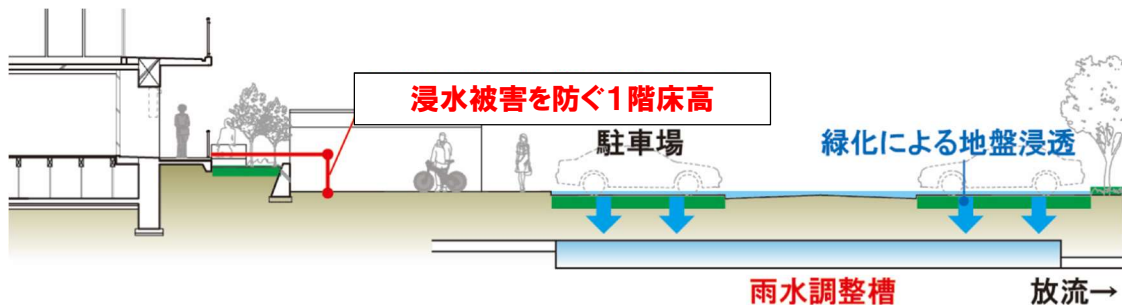 浸水被害を防ぐ1階床高
駐車場
緑化による地盤浸透
雨水調整槽
放流→